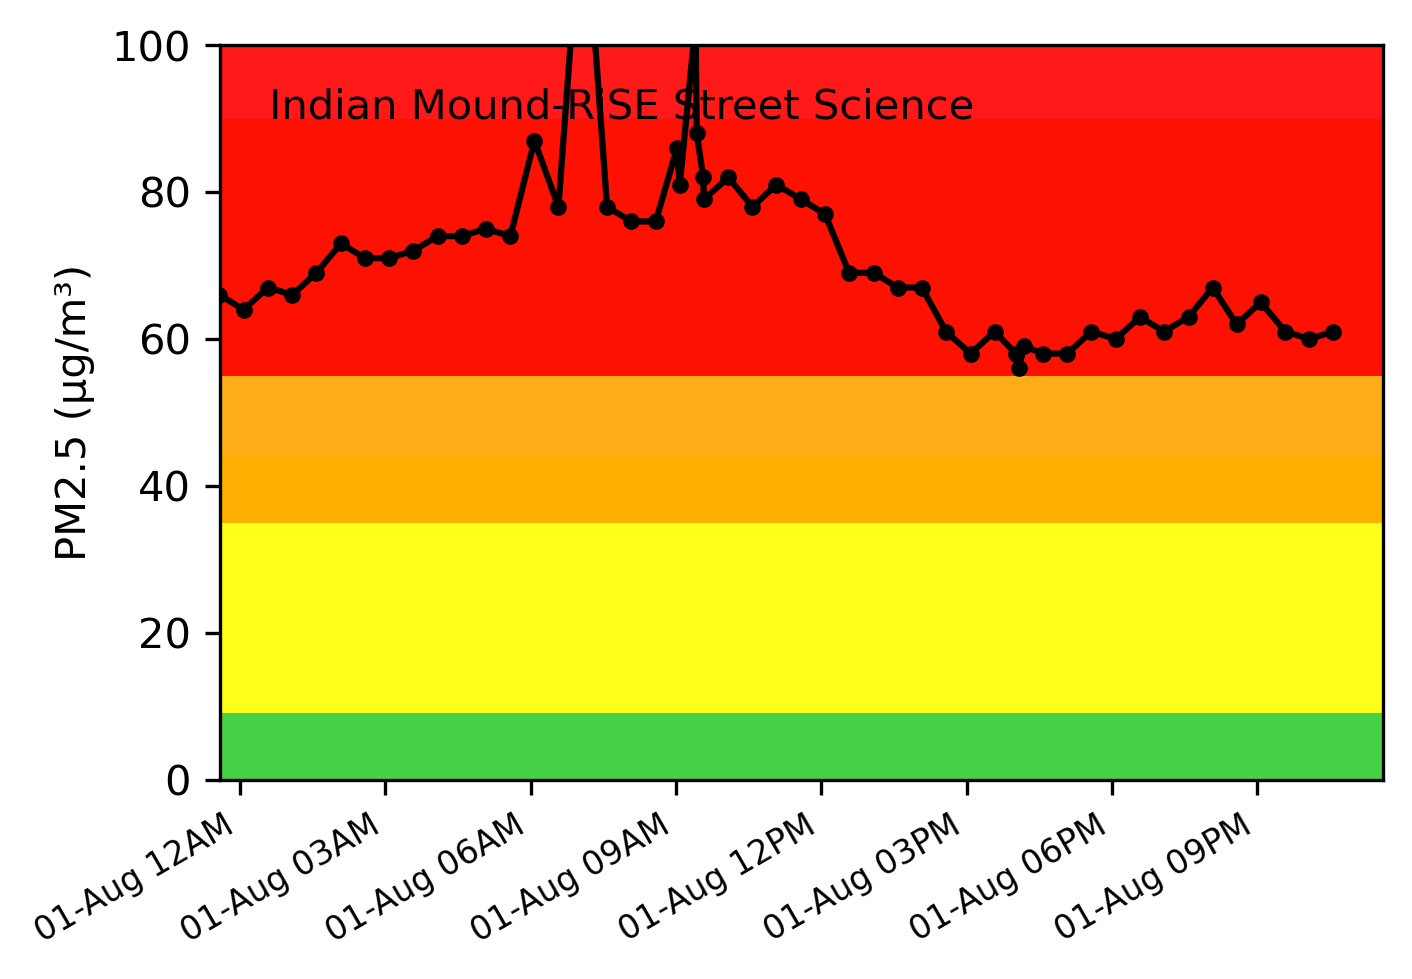 100
Indian Mound-RiSE Street Science
80
60
40
20
0
PM2.5 (µg/m³)
01-Aug 12AM
01-Aug 03AM
01-Aug 06AM
01-Aug 09AM
01-Aug 12PM
01-Aug 03PM
01-Aug 06PM
01-Aug 09PM